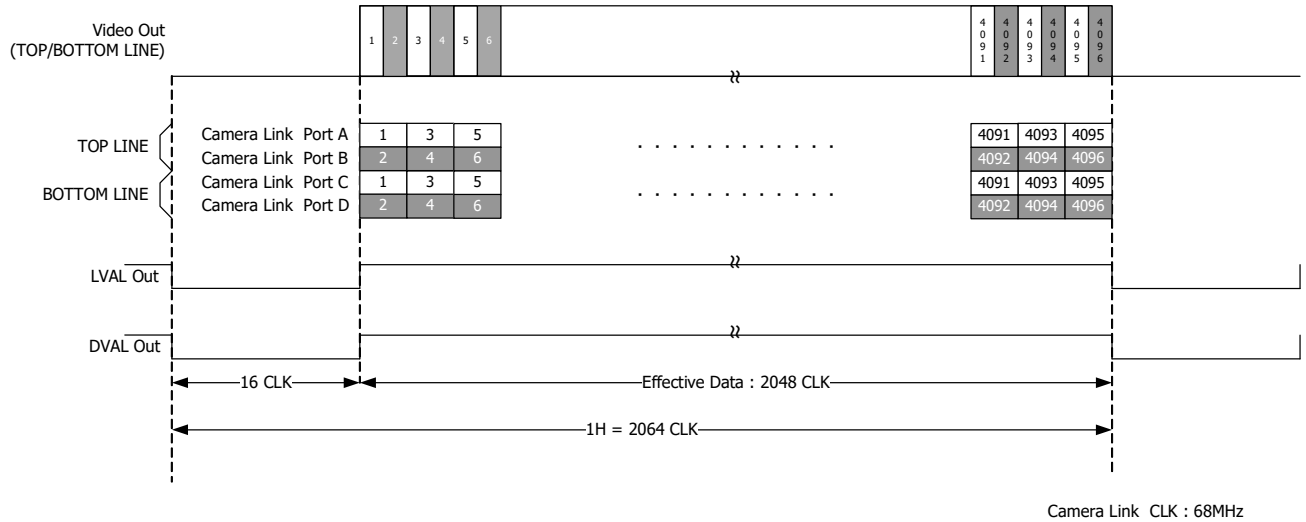 Video Out
(TOP/BOTTOM LINE)
1 2 3 4 5 6 4091 4092 4093 4094 4095 4096
TOP LINE
Camera Link Port A 1 3 5 . . . . . . . . . . . . 4091 4093 4095
Camera Link Port B 2 4 6 4092 4094 4096
BOTTOM LINE
Camera Link Port C 1 3 5 . . . . . . . . . . . . 4091 4093 4095
Camera Link Port D 2 4 6 4092 4094 4096
LVAL Out
DVAL Out
16 CLK Effective Data : 2048 CLK
1H = 2064 CLK
Camera Link CLK : 68MHz